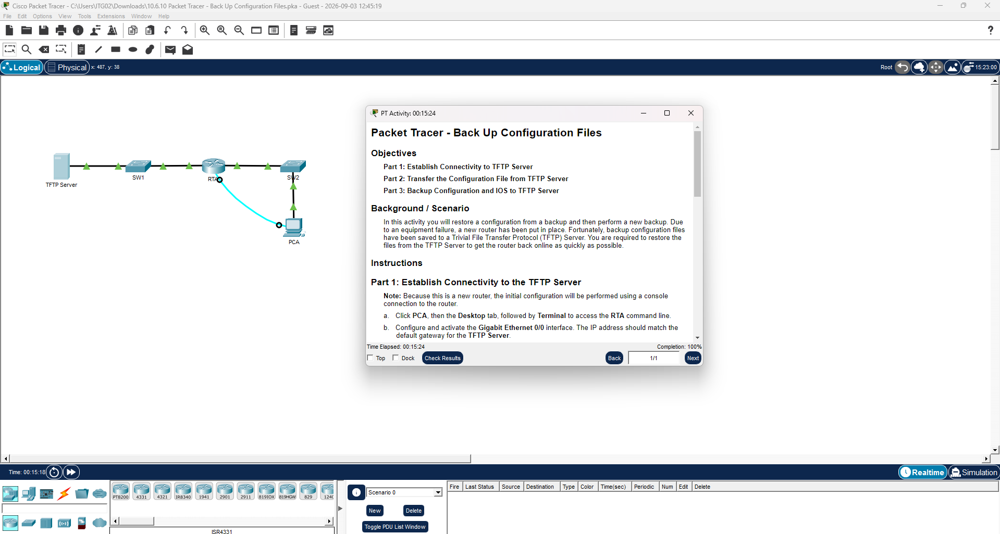 Cisco Packet Tracer - C:\Users\ITG02\Downloads\10.6.10 Packet Tracer - Back Up Configuration Files.pka - Guest - 2026-09-03 12:45:19
File Edit Options View Tools Extensions Window Help
?
Logical Physical x: 487, y: 38 Root 15:23:00
PT Activity: 00:15:24
Packet Tracer - Back Up Configuration Files
Objectives
Part 1: Establish Connectivity to TFTP Server
Part 2: Transfer the Configuration File from TFTP Server
Part 3: Backup Configuration and IOS to TFTP Server
Background / Scenario
In this activity you will restore a configuration from a backup and then perform a new backup. Due
to an equipment failure, a new router has been put in place. Fortunately, backup configuration files
have been saved to a Trivial File Transfer Protocol (TFTP) Server. You are required to restore the
files from the TFTP Server to get the router back online as quickly as possible.
Instructions
Part 1: Establish Connectivity to the TFTP Server
Note: Because this is a new router, the initial configuration will be performed using a console
connection to the router.
a. Click PCA, then the Desktop tab, followed by Terminal to access the RTA command line.
b. Configure and activate the Gigabit Ethernet 0/0 interface. The IP address should match the
default gateway for the TFTP Server.
Time Elapsed: 00:15:24 Completion: 100%
Top Dock Check Results Back 1/1 Next
TFTP Server
SW1
RTA
SW2
PCA
Time: 00:15:18 Realtime Simulation
PT8200 4331 4321 IR8340 1941 2901 2911 819IOX 819HGW 829 1240
ISR4331
Scenario 0
New Delete
Toggle PDU List Window
Fire Last Status Source Destination Type Color Time(sec) Periodic Num Edit Delete